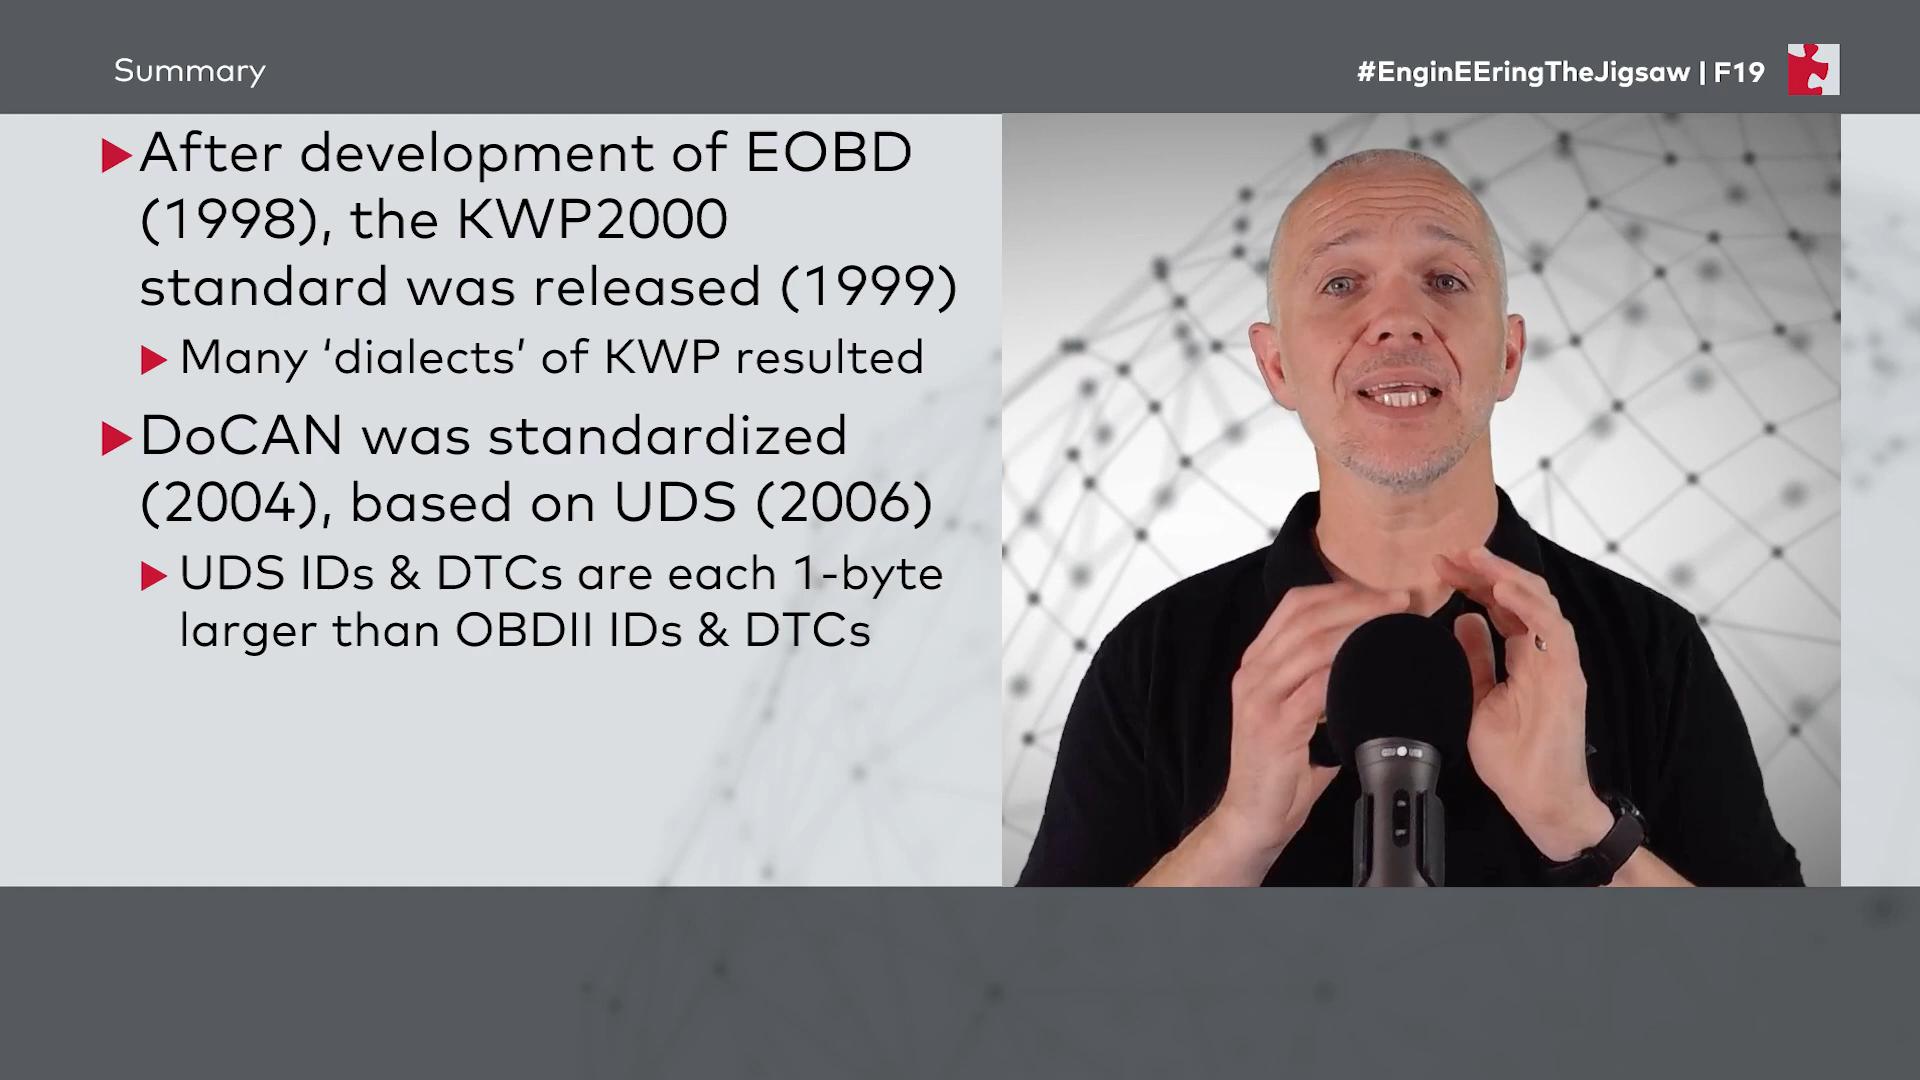 Summary
#EnginEEringTheJigsaw | F19
After development of EOBD
(1998), the KWP2000
standard was released (1999)
Many ‘dialects’ of KWP resulted
DoCAN was standardized
(2004), based on UDS (2006)
UDS IDs & DTCs are each 1-byte
larger than OBDII IDs & DTCs